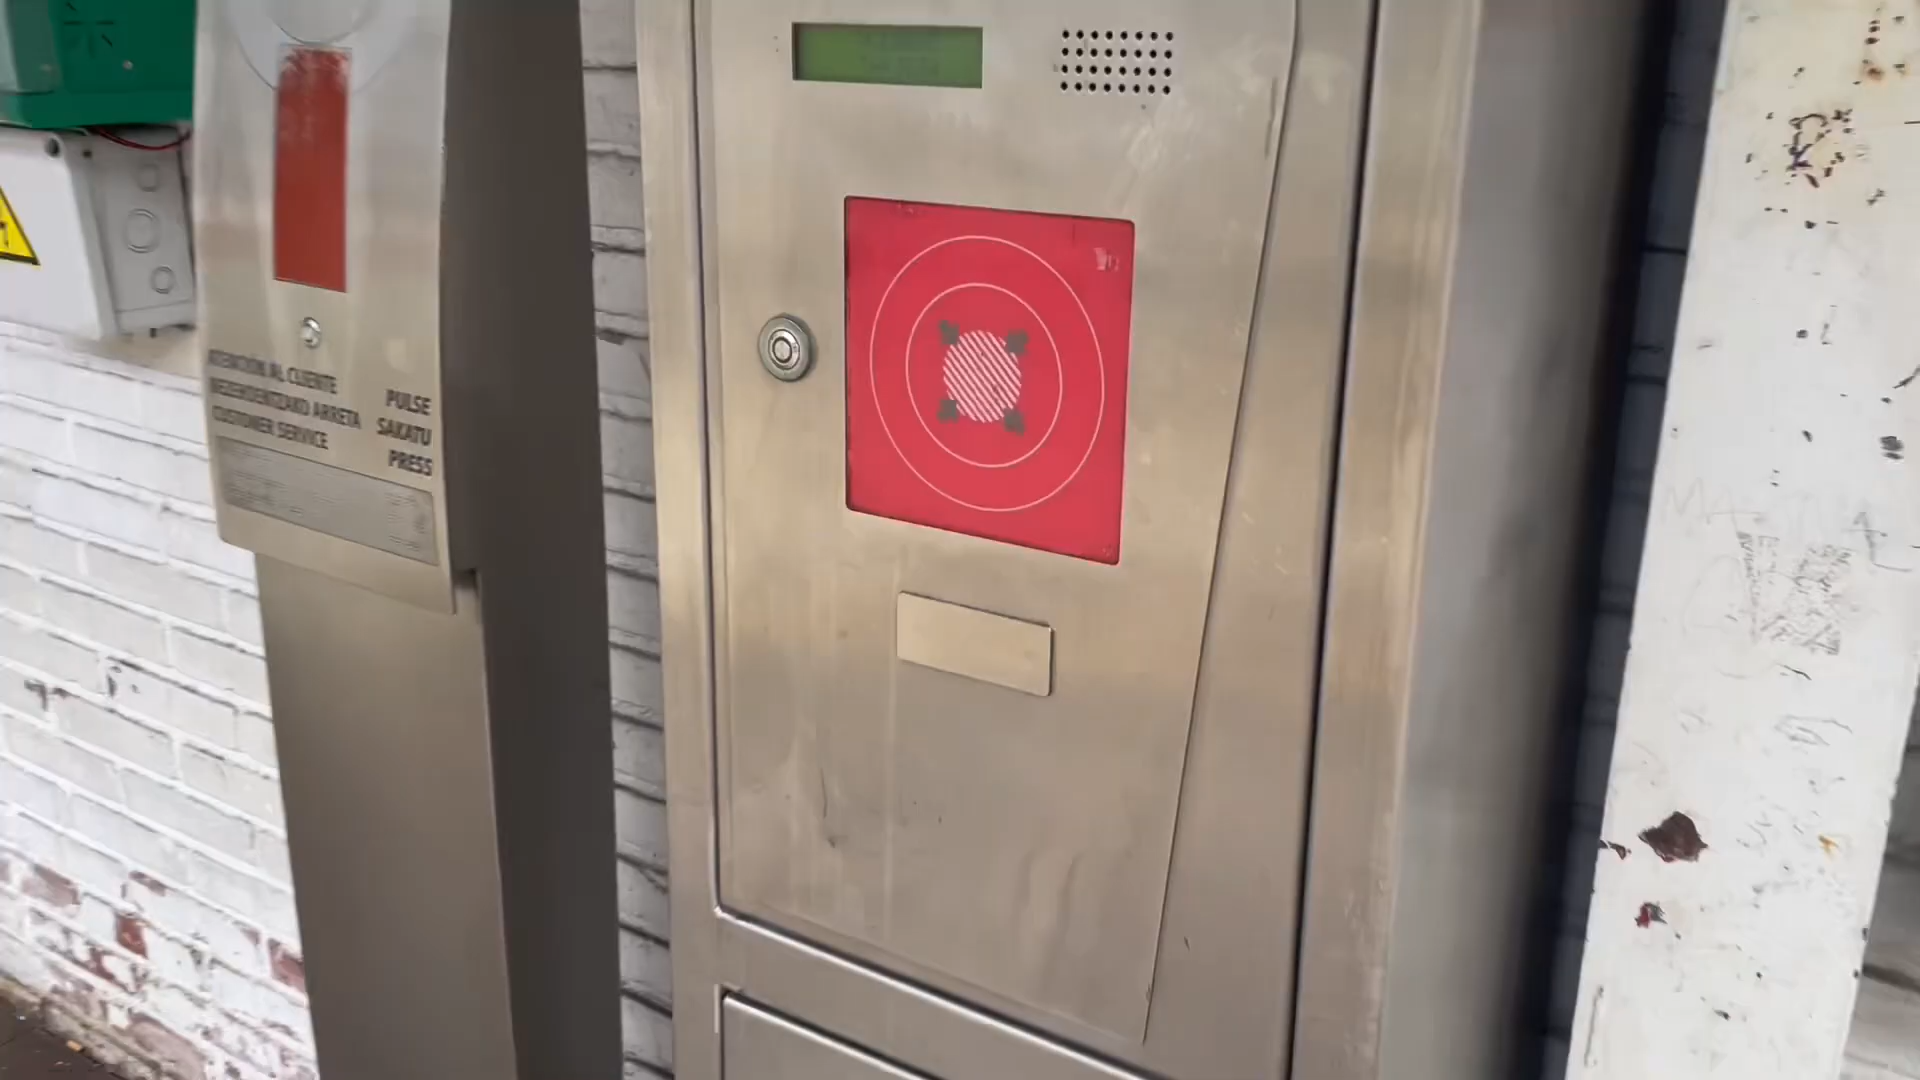 ATENCIÓN AL CLIENTE
BEZEROENTZAKO ARRETA
CUSTOMER SERVICE
PULSE
SAKATU
PRESS